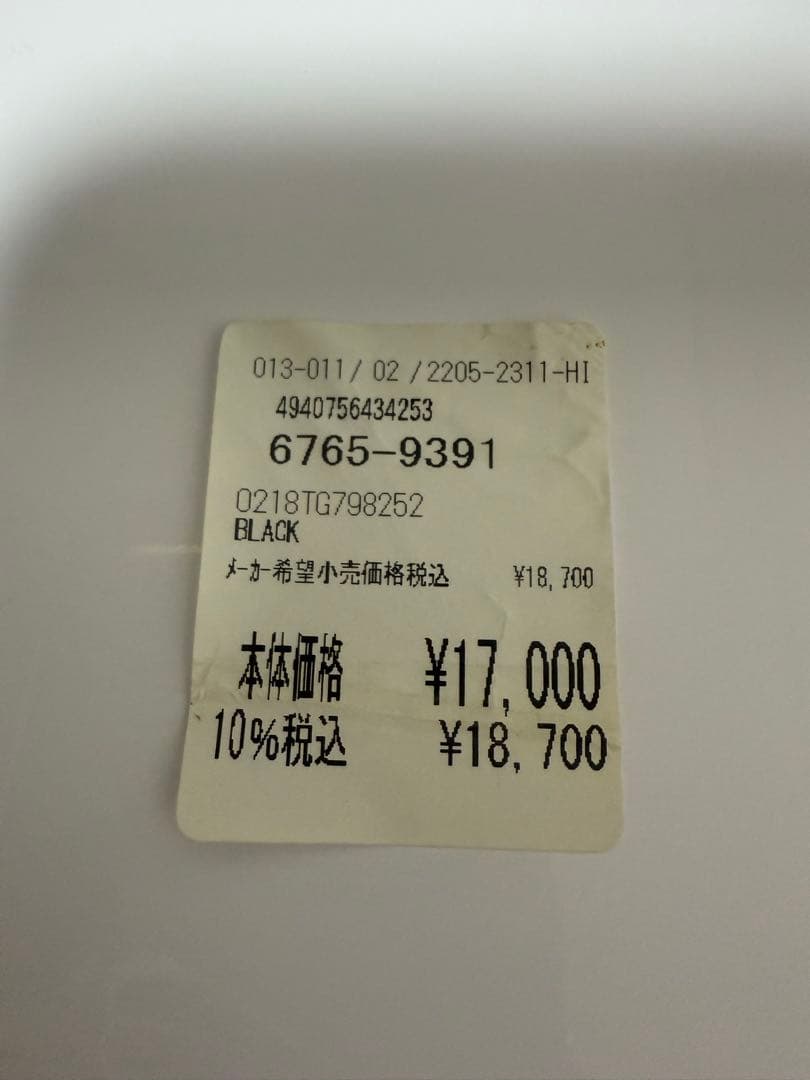 013-011/ 02 /2205-2311-HI
4940756434253
6765-9391
0218TG798252
BLACK
ﾒｰｶｰ希望小売価格税込 ¥18,700
本体価格 ¥17,000
10%税込 ¥18,700